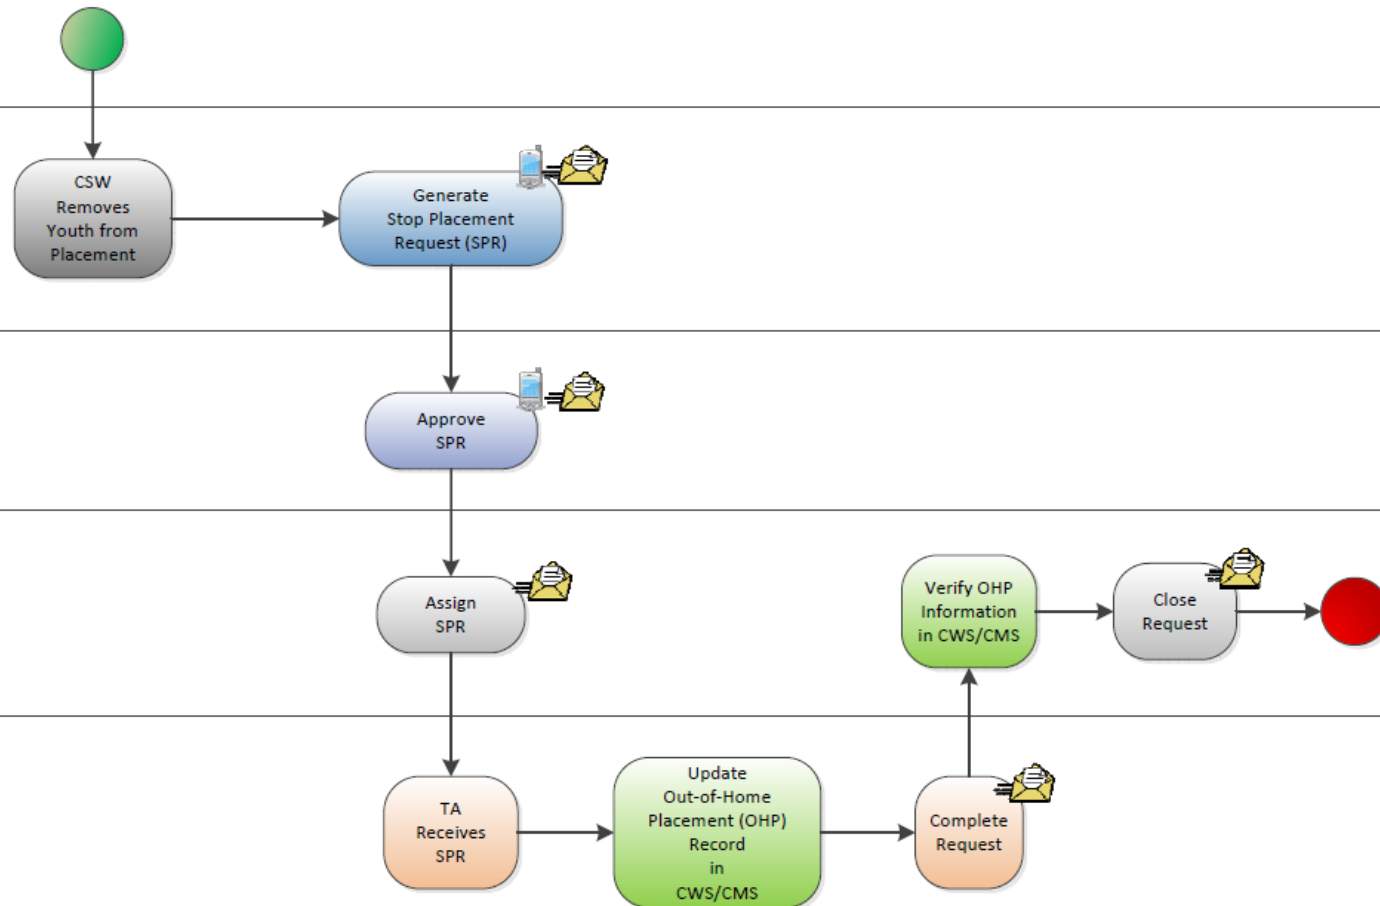 CSW
Removes
Youth from
Placement
Generate
Stop Placement
Request (SPR)
Approve
SPR
Assign
SPR
Verify OHP
Information
in CWS/CMS
Close
Request
TA
Receives
SPR
Update
Out-of-Home
Placement (OHP)
Record
in
CWS/CMS
Complete
Request